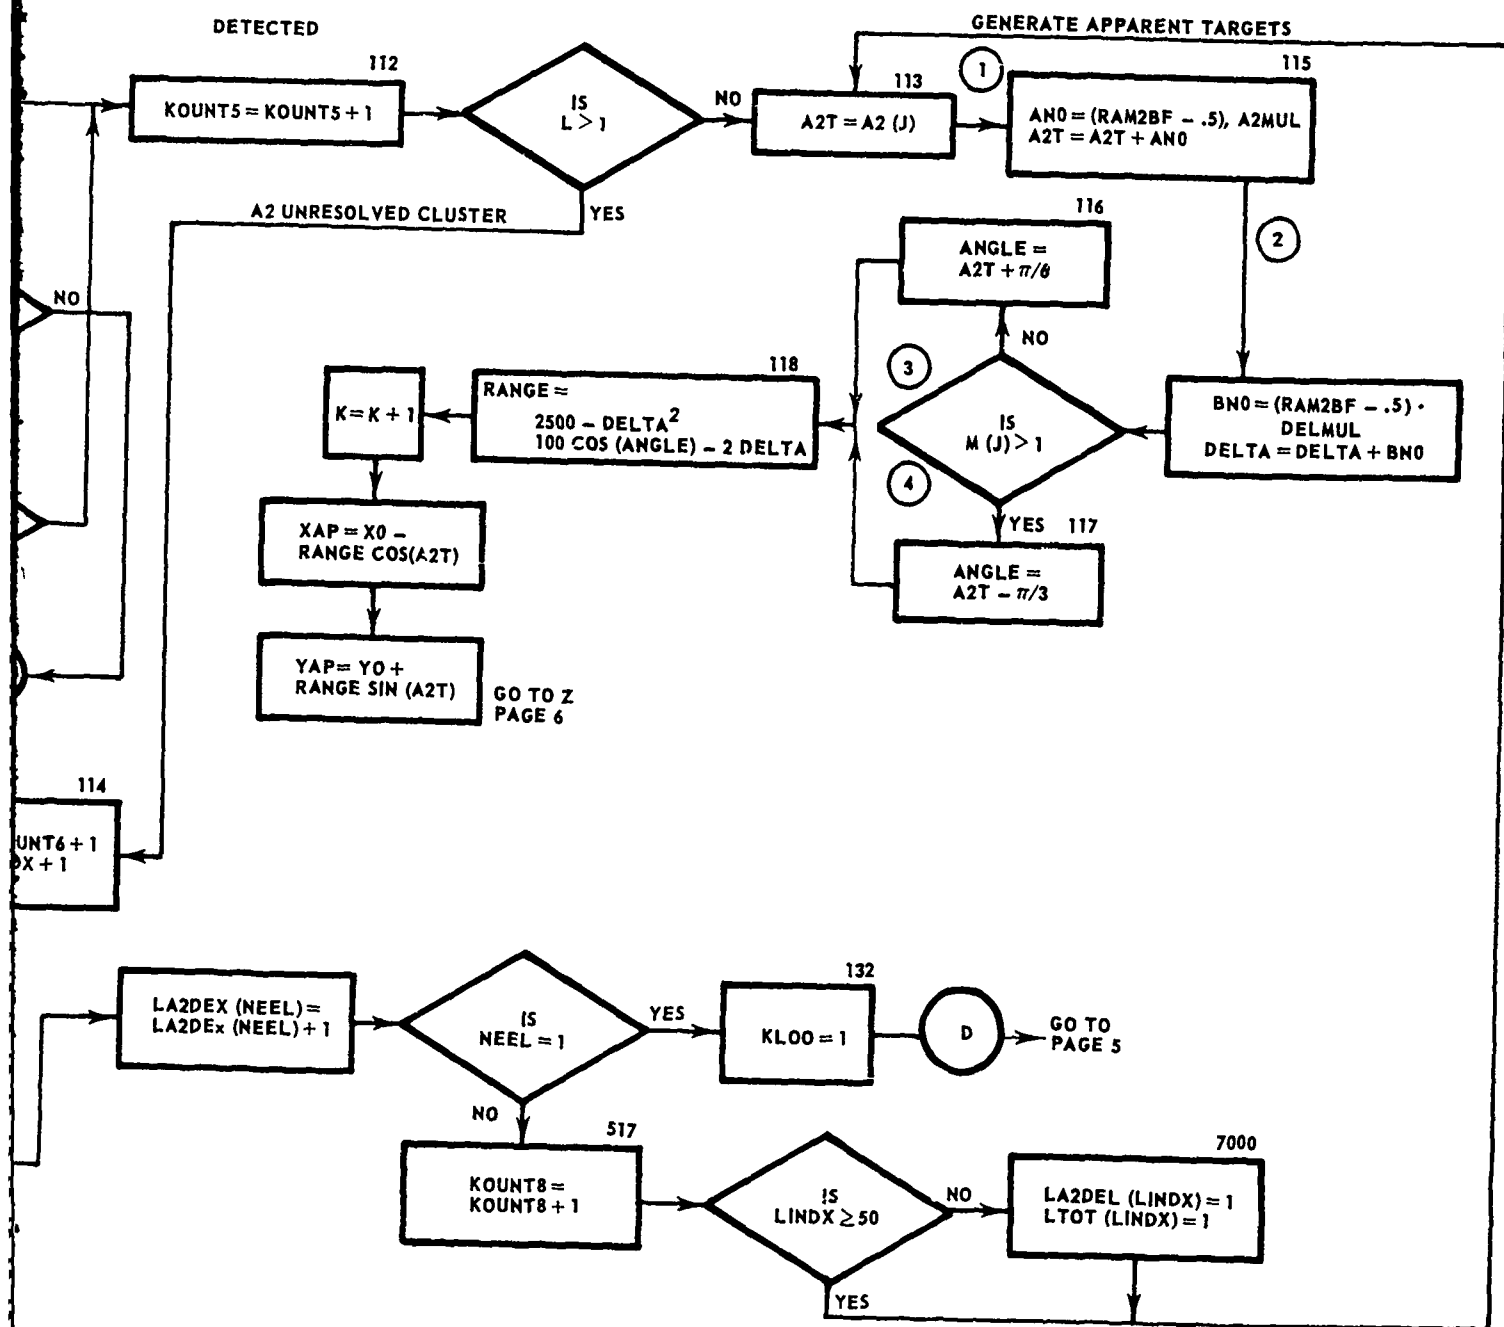 DETECTED
GENERATE APPARENT TARGETS
112
KOUNT5 = KOUNT5 + 1
IS
L > 1
NO
YES
113
A2T = A2 (J)
1
115
AN0 = (RAM2BF - .5), A2MUL
A2T = A2T + AN0
A2 UNRESOLVED CLUSTER
2
116
ANGLE =
A2T + π/6
NO
NO
3
IS
M (J) > 1
4
YES
117
ANGLE =
A2T - π/3
BN0 = (RAM2BF - .5) ·
DELMUL
DELTA = DELTA + BN0
118
RANGE =
2500 - DELTA²
100 COS (ANGLE) - 2 DELTA
K = K + 1
XAP = X0 -
RANGE COS(A2T)
YAP = Y0 +
RANGE SIN (A2T)
GO TO Z
PAGE 6
114
UNT6 + 1
X + 1
LA2DEX (NEEL) =
LA2DEx (NEEL) + 1
IS
NEEL = 1
YES
132
KLOO = 1
D
GO TO
PAGE 5
NO
517
KOUNT8 =
KOUNT8 + 1
IS
LINDX ≥ 50
NO
7000
LA2DEL (LINDX) = 1
LTOT (LINDX) = 1
YES